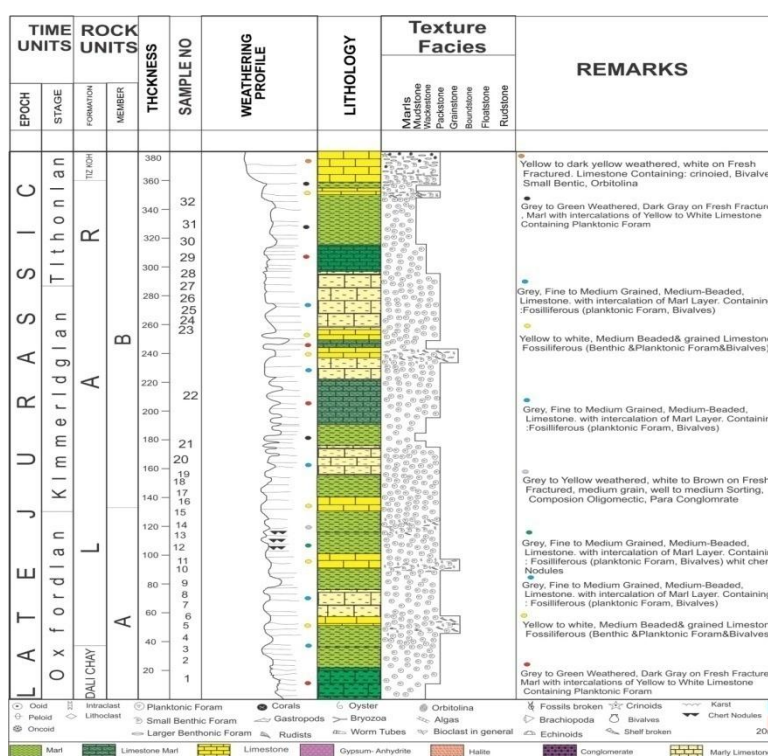 TIME UNITS
ROCK UNITS
EPOCH
STAGE
FORMATION
MEMBER
THCKNESS
SAMPLE NO
WEATHERING PROFILE
LITHOLOGY
Texture Facies
Marls
Mudstone
Wackestone
Packstone
Grainstone
Boundstone
Floatstone
Rudstone
REMARKS
LATE JURASSIC
Tithonian
Kimmeridgian
Oxfordian
TIZ KOH
LAR
AB
DALI CHAY
380
360
340
320
300
280
260
240
220
200
180
160
140
120
100
80
60
40
20
32
31
30
29
28
27
26
25
24
23
22
21
20
19
18
17
16
15
14
13
12
11
10
9
8
7
6
5
4
3
2
1
Yellow to dark yellow weathered, white on Fresh
Fractured. Limestone Containing: crinoied, Bivalve
Small Bentic, Orbitolina
Grey to Green Weathered, Dark Gray on Fresh Fracture
, Marl with intercalations of Yellow to White Limestone
Containing Planktonic Foram
Grey, Fine to Medium Grained, Medium-Beaded,
Limestone. with intercalation of Marl Layer. Containing
:Fosilliferous (planktonic Foram, Bivalves)
Yellow to white, Medium Beaded& grained Limestone
Fossilliferous (Benthic &Planktonic Foram&Bivalves)
Grey, Fine to Medium Grained, Medium-Beaded,
Limestone. with intercalation of Marl Layer. Containing
:Fosilliferous (planktonic Foram, Bivalves)
Grey to Yellow weathered, white to Brown on Fresh
Fractured, medium grain, well to medium Sorting,
Composion Oligomectic, Para Conglomrate
Grey, Fine to Medium Grained, Medium-Beaded,
Limestone. with intercalation of Marl Layer. Containing
: Fosilliferous (planktonic Foram, Bivalves) whit chert
Nodules
Grey, Fine to Medium Grained, Medium-Beaded,
Limestone. with intercalation of Marl Layer. Containing
: Fosilliferous (planktonic Foram, Bivalves)
Yellow to white, Medium Beaded& grained Limestone
Fossilliferous (Benthic &Planktonic Foram&Bivalves)
Grey to Green Weathered, Dark Gray on Fresh Fracture
Marl with intercalations of Yellow to White Limestone
Containing Planktonic Foram
Ooid
Intraclast
Planktonic Foram
Corals
Oyster
Orbitolina
Fossils broken
Crinoies
Karst
Peloid
Lithoclast
Small Benthic Foram
Gastropods
Bryozoa
Algas
Brachiopoda
Bivalves
Chert Nodules
Oncoid
Larger Benthonic Foram
Rudists
Worm Tubes
Bioclast in general
Echinoids
Shelf broken
20
Marl
Limestone Marl
Limestone
Gypsum- Anhydrite
Halite
Conglomerate
Marly Limestone